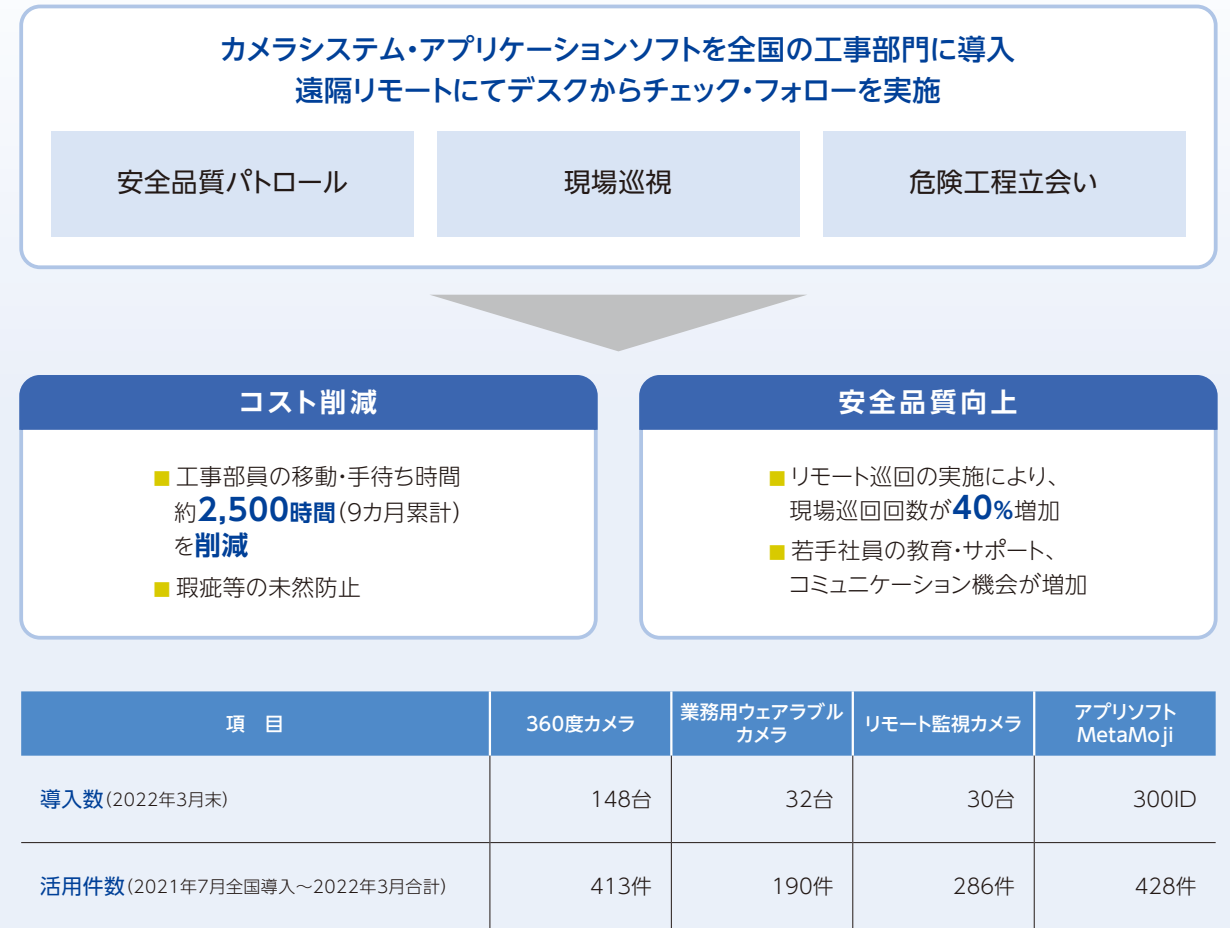 カメラシステム・アプリケーションソフトを全国の工事部門に導入
遠隔リモートにてデスクからチェック・フォローを実施
安全品質パトロール
現場巡視
危険工程立会い
コスト削減
■ 工事部員の移動・手待ち時間
約2,500時間(9カ月累計)
を削減
■ 瑕疵等の未然防止
安全品質向上
■ リモート巡回の実施により、
現場巡回回数が40%増加
■ 若手社員の教育・サポート、
コミュニケーション機会が増加
項　目
360度カメラ
業務用ウェアラブル
カメラ
リモート監視カメラ
アプリソフト
MetaMoji
導入数(2022年3月末)
148台
32台
30台
300ID
活用件数(2021年7月全国導入～2022年3月合計)
413件
190件
286件
428件